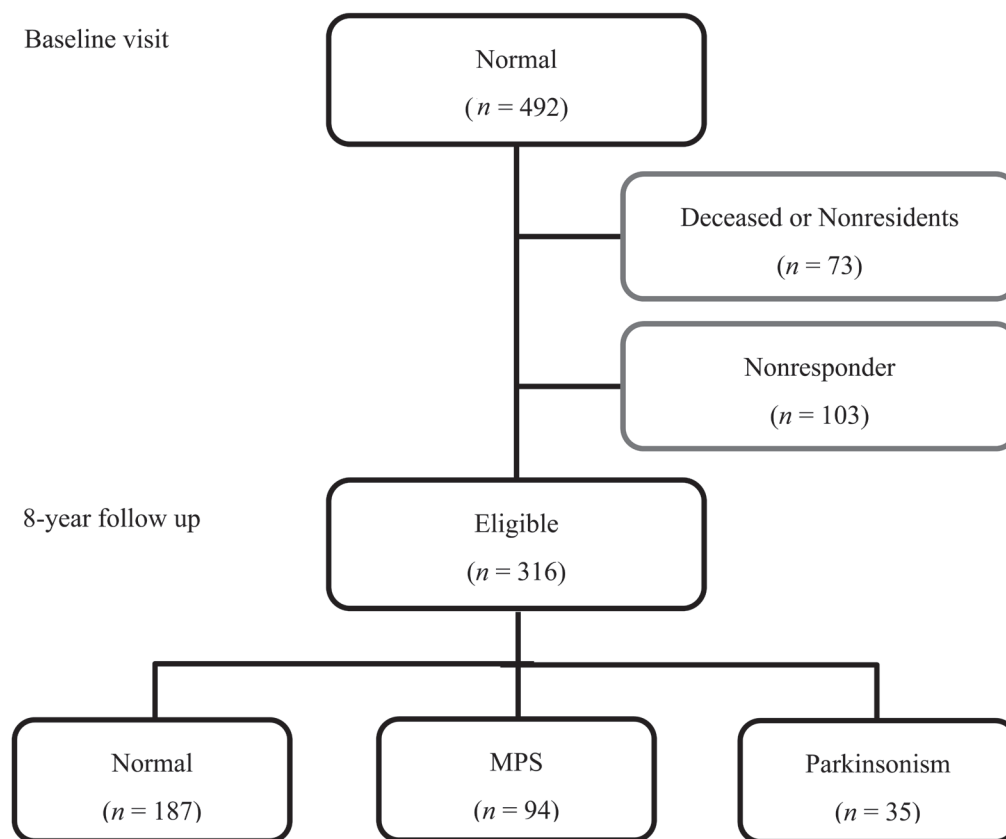 Baseline visit
Normal
(n = 492)
Deceased or Nonresidents
(n = 73)
Nonresponder
(n = 103)
8-year follow up
Eligible
(n = 316)
Normal
(n = 187)
MPS
(n = 94)
Parkinsonism
(n = 35)